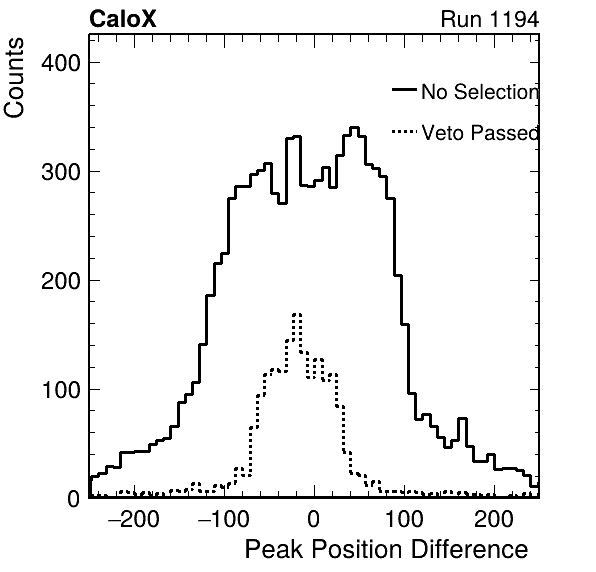 CaloX Run 1194
Counts
400
300
200
100
0
No Selection
Veto Passed
−200 −100 0 100 200
Peak Position Difference